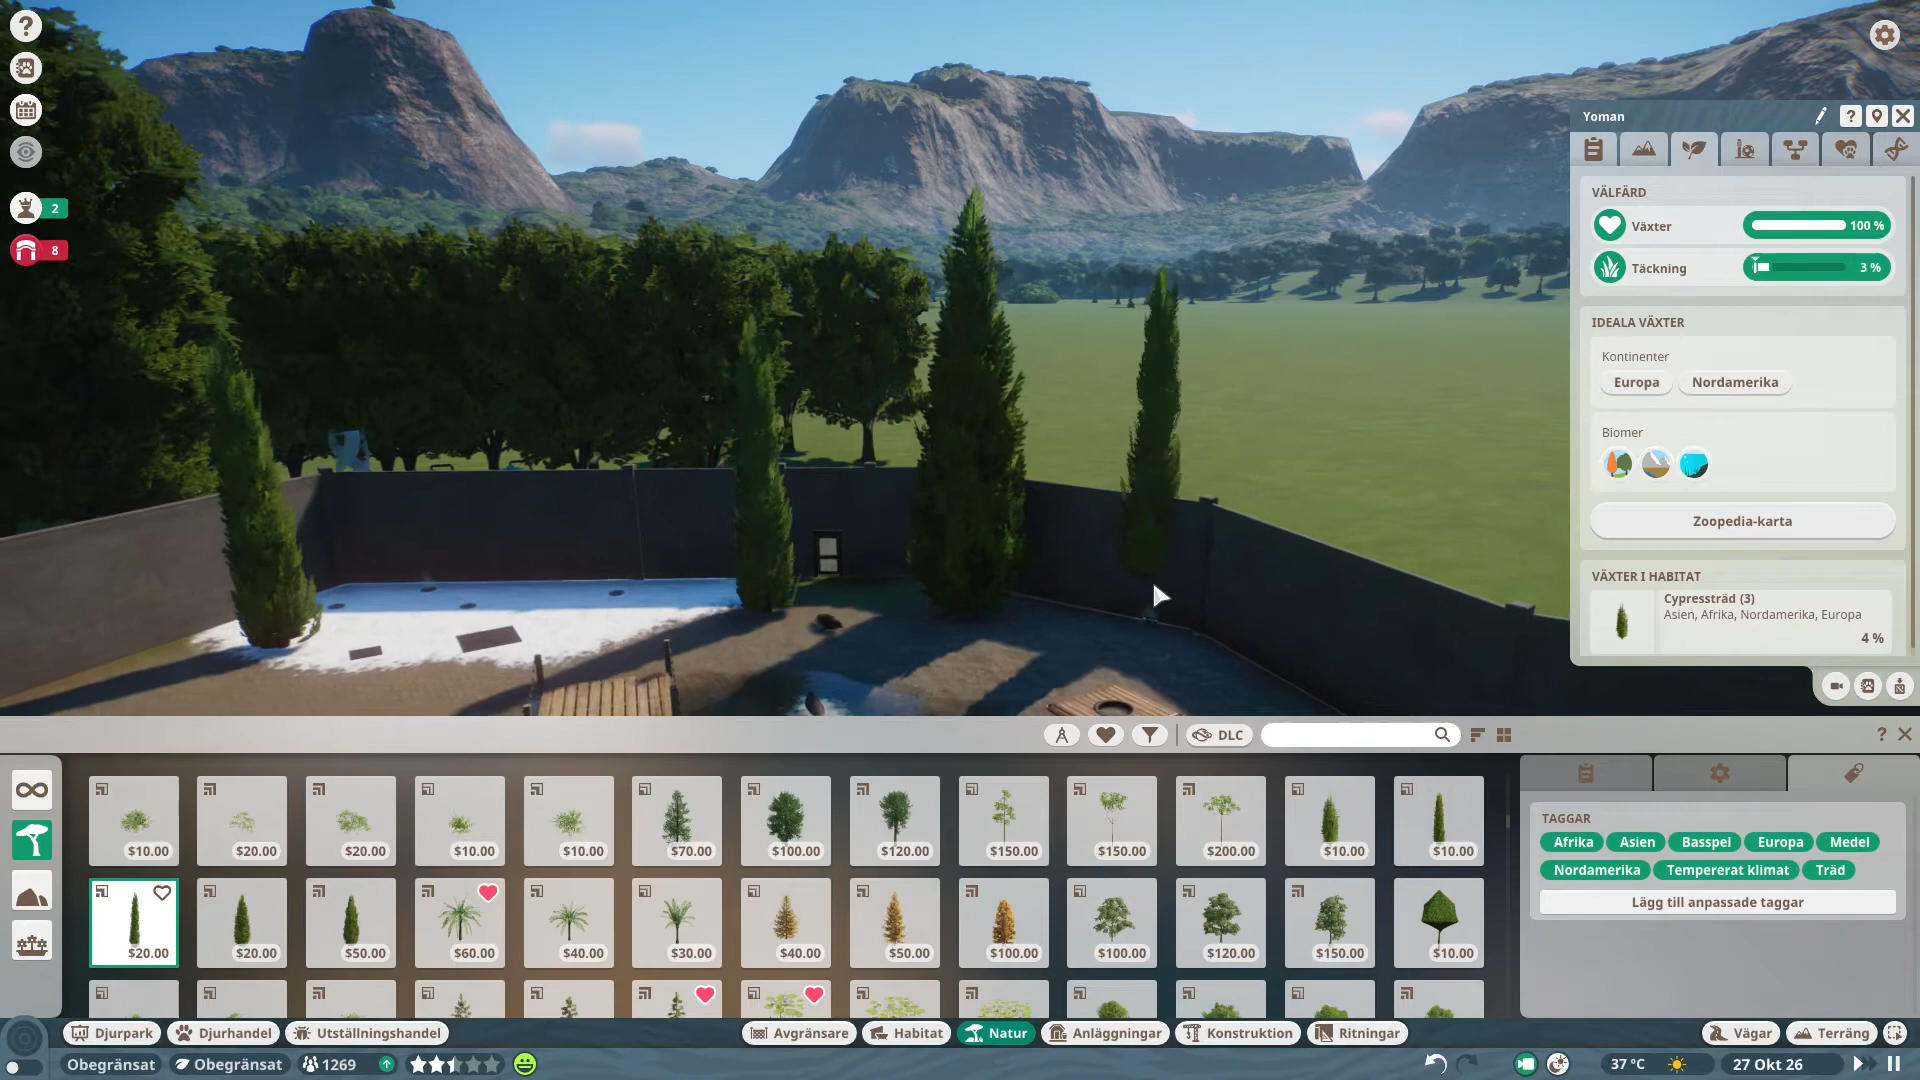 2
8
Yoman
VÄLFÄRD
Växter
100 %
Täckning
3 %
IDEALA VÄXTER
Kontinenter
Europa
Nordamerika
Biomer
Zoopedia-karta
VÄXTER I HABITAT
Cypressträd (3)
Asien, Afrika, Nordamerika, Europa
4 %
DLC
$10.00 $20.00 $20.00 $10.00 $10.00 $70.00 $100.00 $120.00 $150.00 $150.00 $200.00 $10.00 $10.00
$20.00 $20.00 $50.00 $60.00 $40.00 $30.00 $40.00 $50.00 $100.00 $100.00 $120.00 $150.00 $10.00
TAGGAR
Afrika Asien Basspel Europa Medel
Nordamerika Tempererat klimat Träd
Lägg till anpassade taggar
Djurpark Djurhandel Utställningshandel Avgränsare Habitat Natur Anläggningar Konstruktion Ritningar Vägar Terräng
Obegränsat Obegränsat 1269 37 °C 27 Okt 26